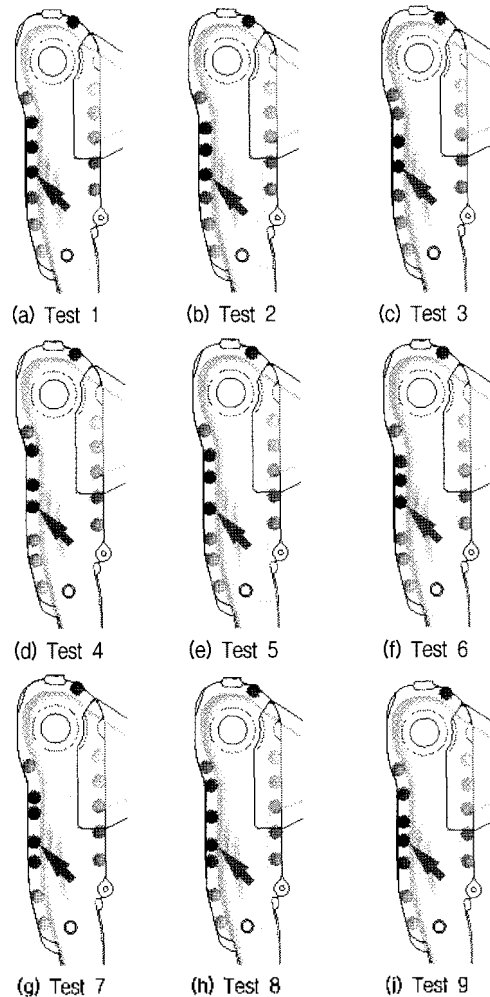 (a) Test 1
(b) Test 2
(c) Test 3
(d) Test 4
(e) Test 5
(f) Test 6
(g) Test 7
(h) Test 8
(i) Test 9